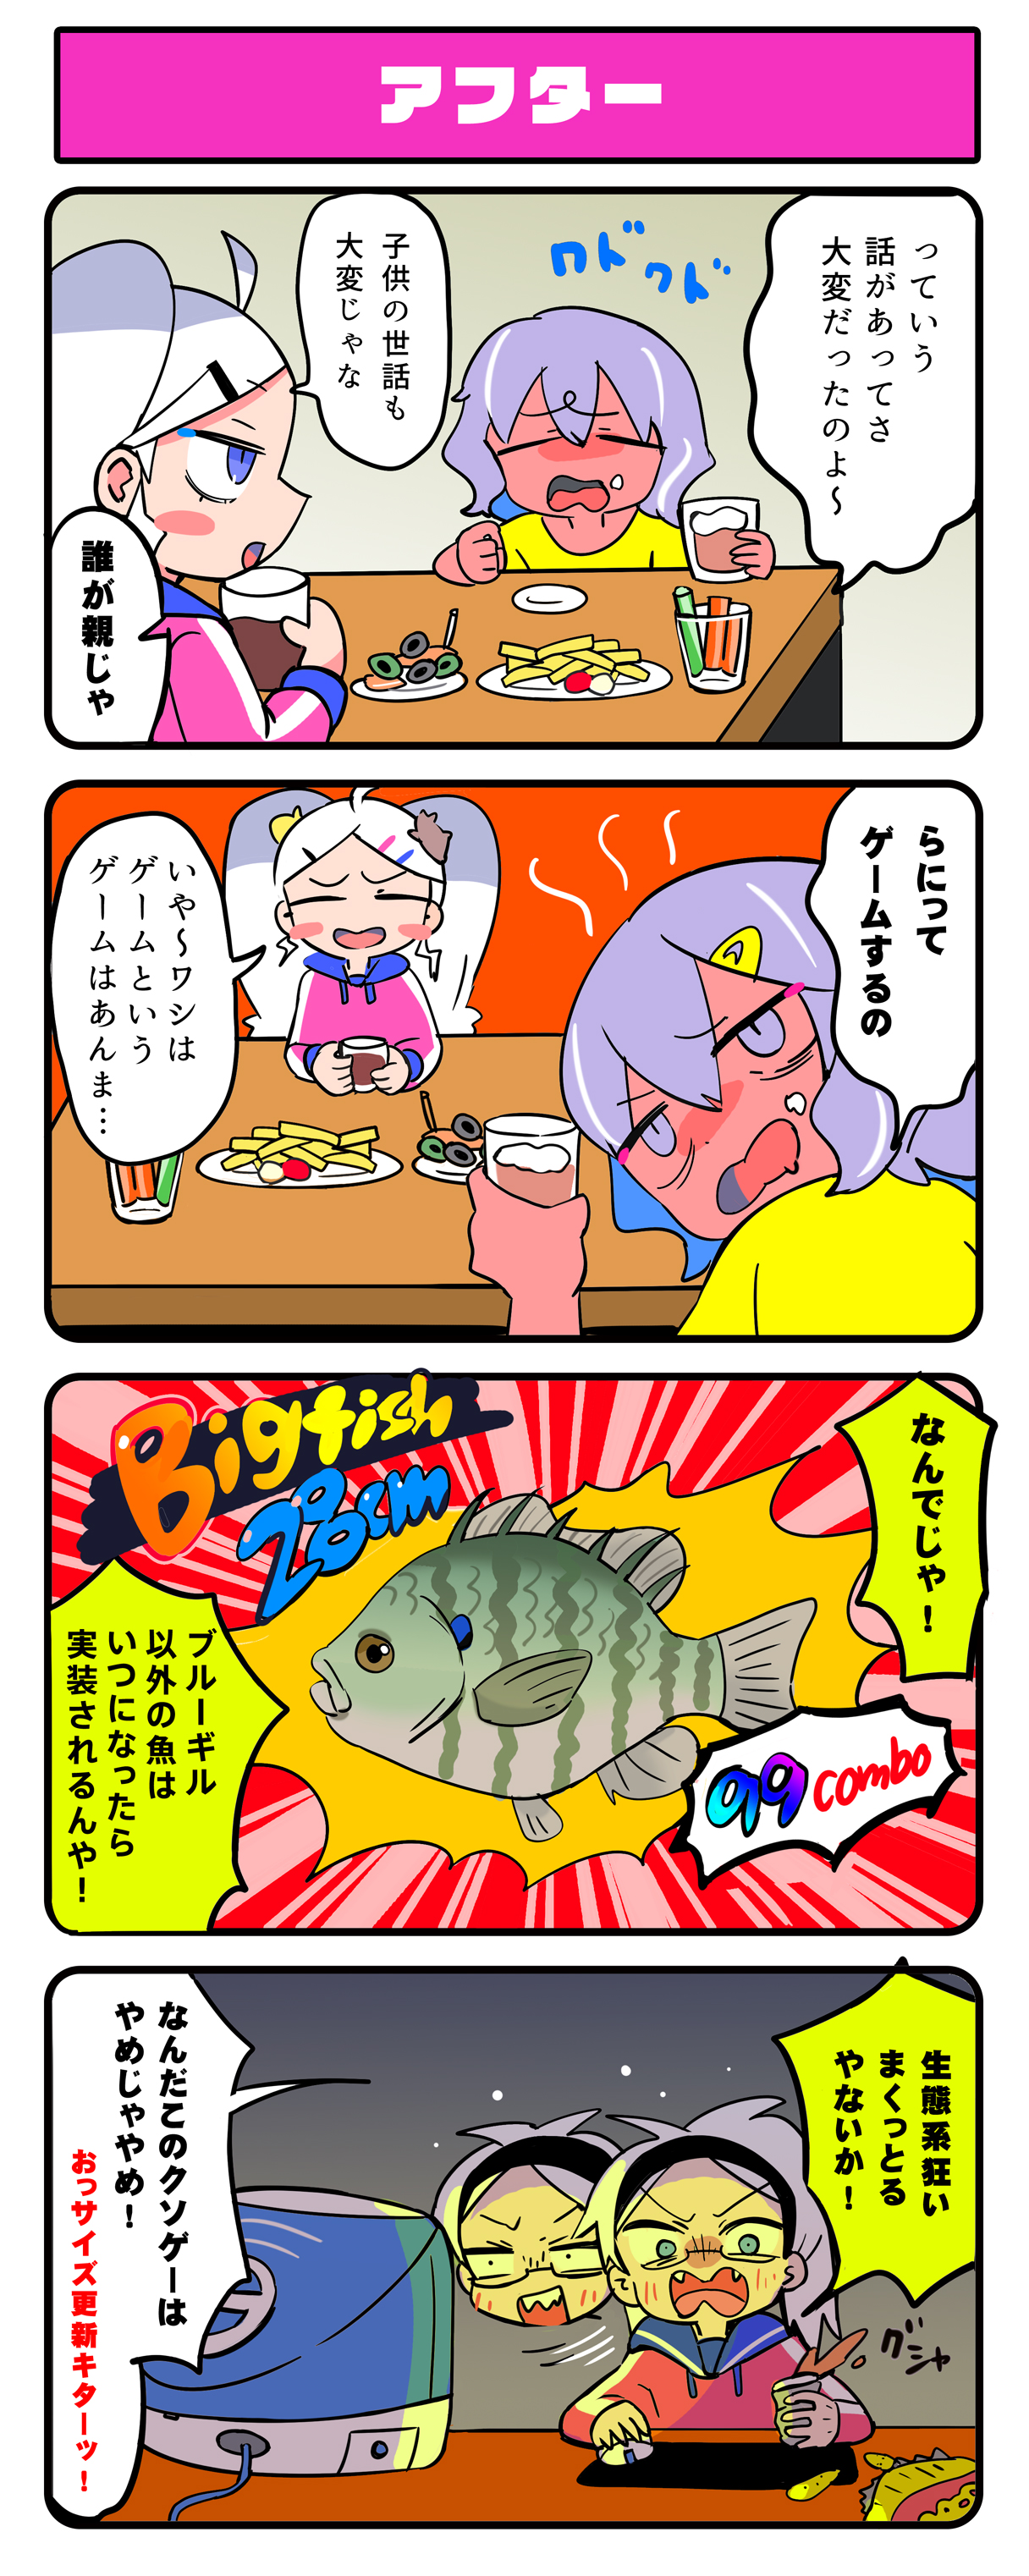 アフター
っていう
話があってさ
大変だったのよ〜
ワド
クド
子供の世話も
大変じゃな
誰が親じゃ
らにって
ゲームするの
いや〜ワシは
ゲームという
ゲームはあんま…
なんでじゃ！
Bigfish
28cm
99 combo
ブルーギル
以外の魚は
いつになったら
実装されるんや！
生態系狂い
まくっとる
やないか！
グシャ
なんだこのクソゲーは
やめじゃやめ！
おっサイズ更新キターッ！